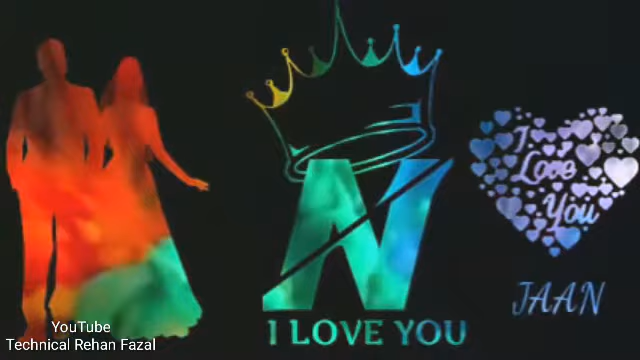 N
I LOVE YOU
I
Love
You
JAAN
YouTube
Technical Rehan Fazal